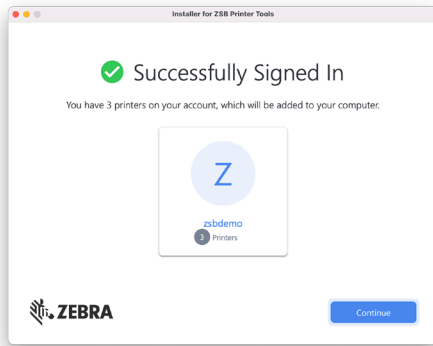 Installer for ZSB Printer Tools
Successfully Signed In
You have 3 printers on your account, which will be added to your computer.
Z
zsbdemo
3 Printers
ZEBRA
Continue